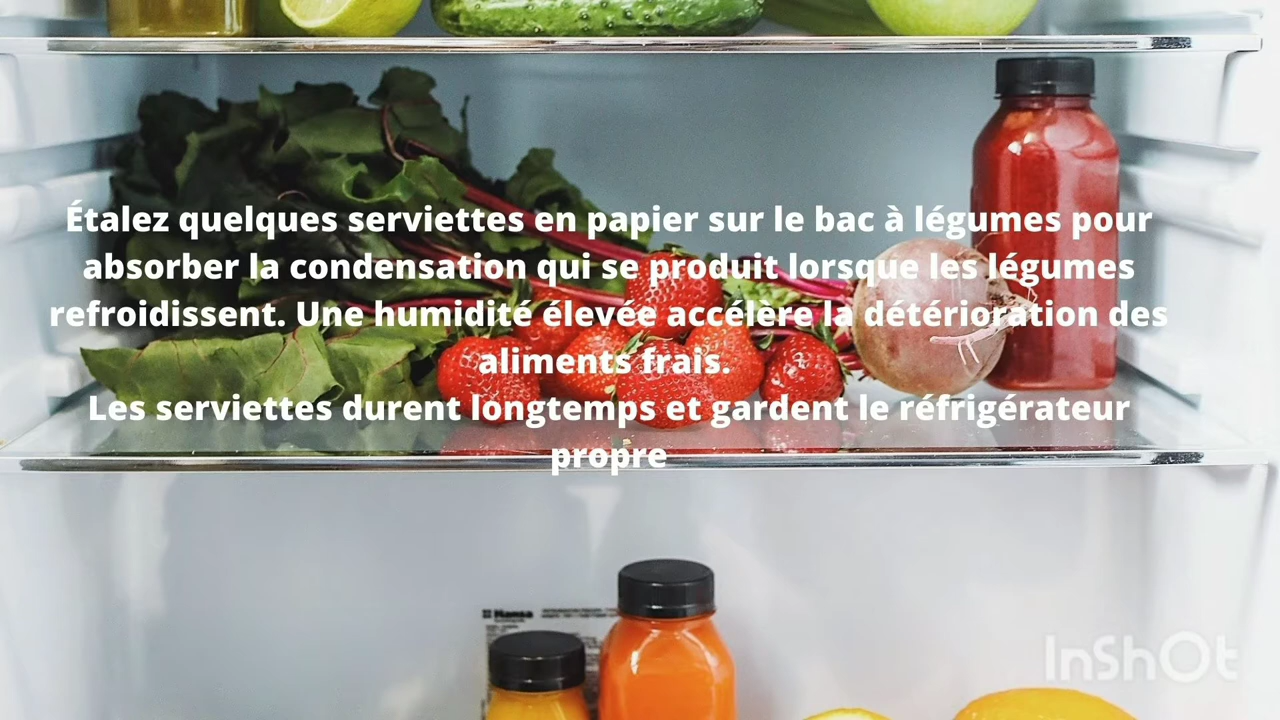 Étalez quelques serviettes en papier sur le bac à légumes pour
absorber la condensation qui se produit lorsque les légumes
refroidissent. Une humidité élevée accélère la détérioration des
aliments frais.
Les serviettes durent longtemps et gardent le réfrigérateur
propre
Hansa
InShOt